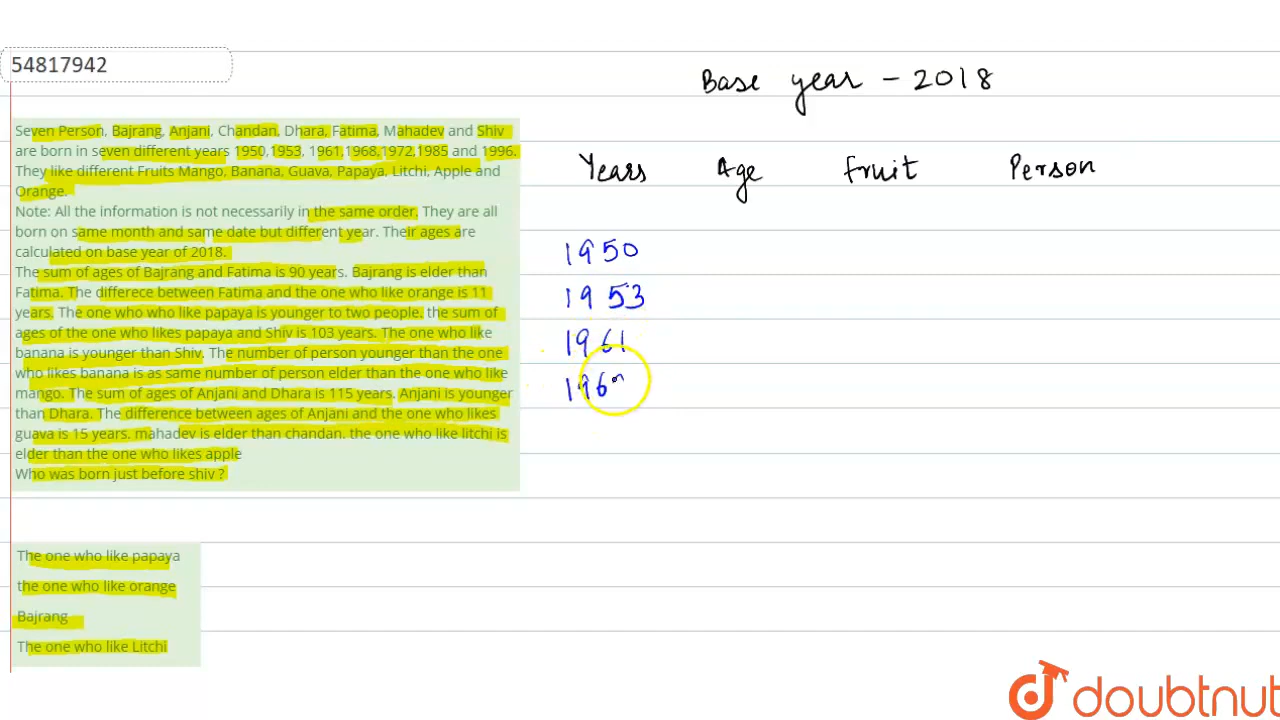 54817942
Base year - 2018
Seven Person, Bajrang, Anjani, Chandan, Dhara, Fatima, Mahadev and Shiv
are born in seven different years 1950,1953, 1961,1968,1972,1985 and 1996.
They like different Fruits Mango, Banana, Guava, Papaya, Litchi, Apple and
Orange.
Note: All the information is not necessarily in the same order. They are all
born on same month and same date but different year. Their ages are
calculated on base year of 2018.
The sum of ages of Bajrang and Fatima is 90 years. Bajrang is elder than
Fatima. The differece between Fatima and the one who like orange is 11
years. The one who who like papaya is younger to two people. the sum of
ages of the one who likes papaya and Shiv is 103 years. The one who like
banana is younger than Shiv. The number of person younger than the one
who likes banana is as same number of person elder than the one who like
mango. The sum of ages of Anjani and Dhara is 115 years. Anjani is younger
than Dhara. The difference between ages of Anjani and the one who likes
guava is 15 years. mahadev is elder than chandan. the one who like litchi is
elder than the one who likes apple
Who was born just before shiv ?
The one who like papaya
the one who like orange
Bajrang
The one who like Litchi
Years Age Fruit Person
1950
1953
1961
196
doubtnut